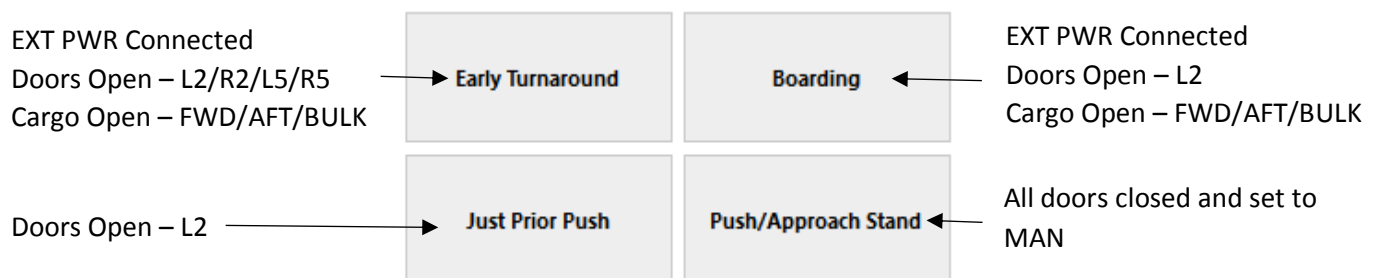 EXT PWR Connected
Doors Open – L2/R2/L5/R5
Cargo Open – FWD/AFT/BULK
Early Turnaround
Boarding
EXT PWR Connected
Doors Open – L2
Cargo Open – FWD/AFT/BULK
Doors Open – L2
Just Prior Push
Push/Approach Stand
All doors closed and set to
MAN